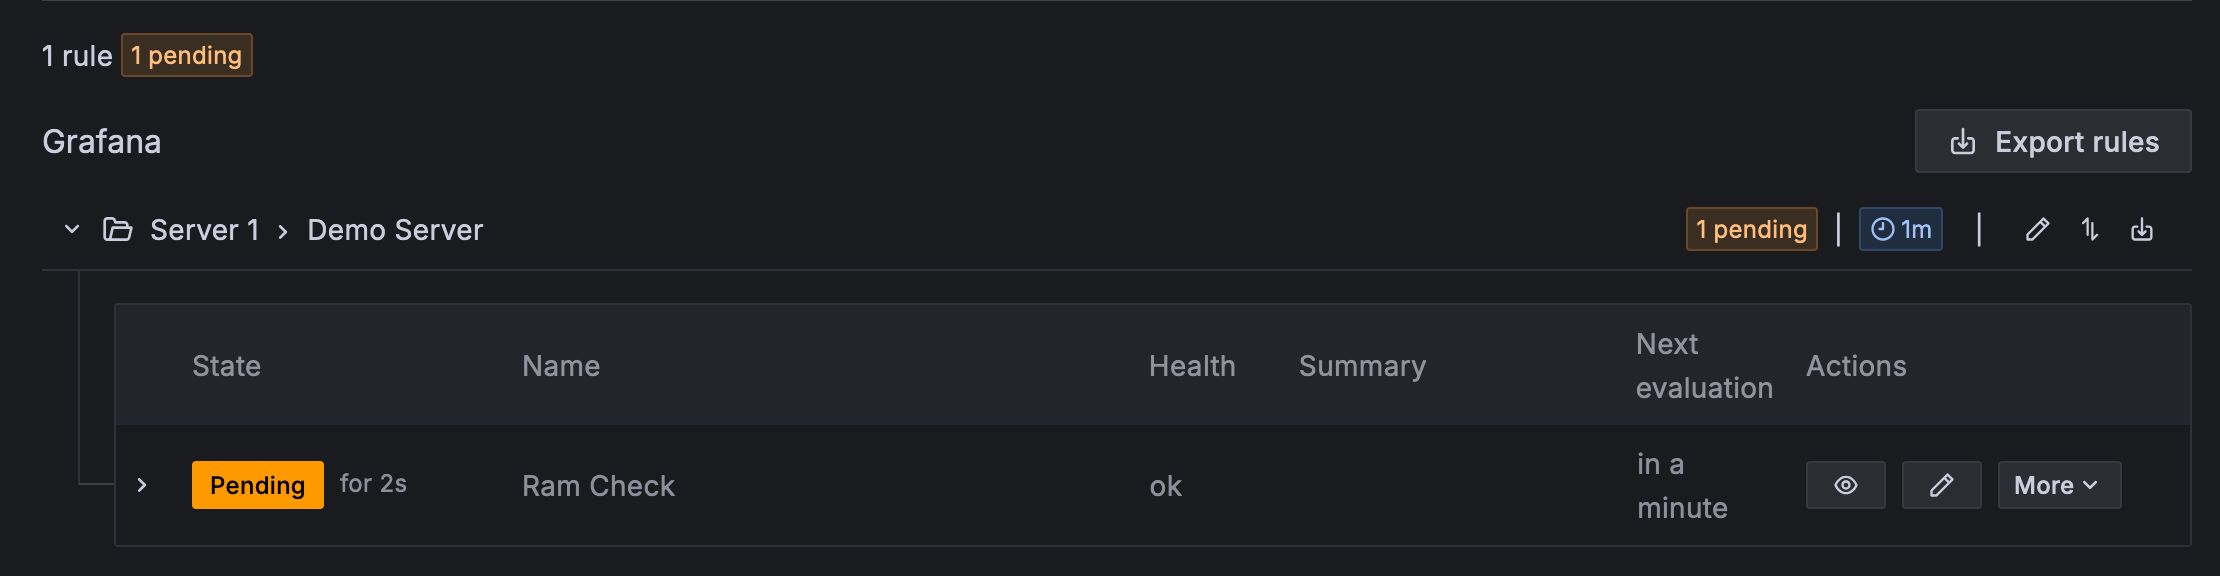 1 rule 1 pending
Grafana
Export rules
Server 1 > Demo Server 1 pending | 1m |
State Name Health Summary Next evaluation Actions
Pending for 2s Ram Check ok in a minute More